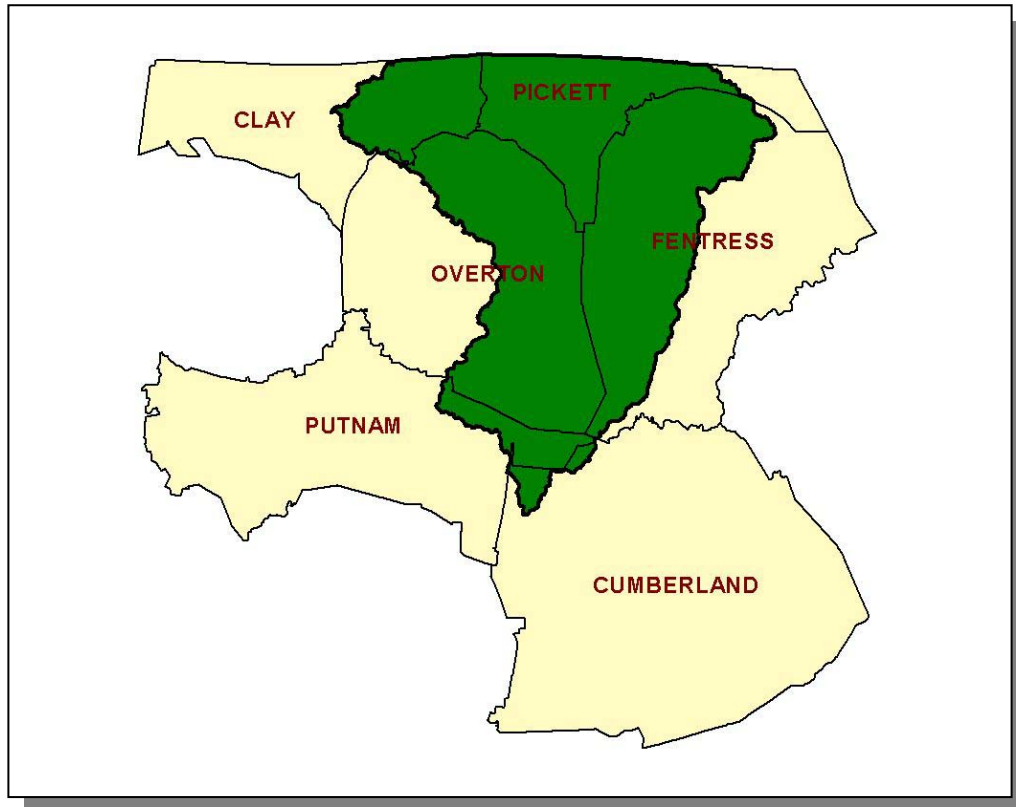 PICKETT
CLAY
FENTRESS
OVERTON
PUTNAM
CUMBERLAND